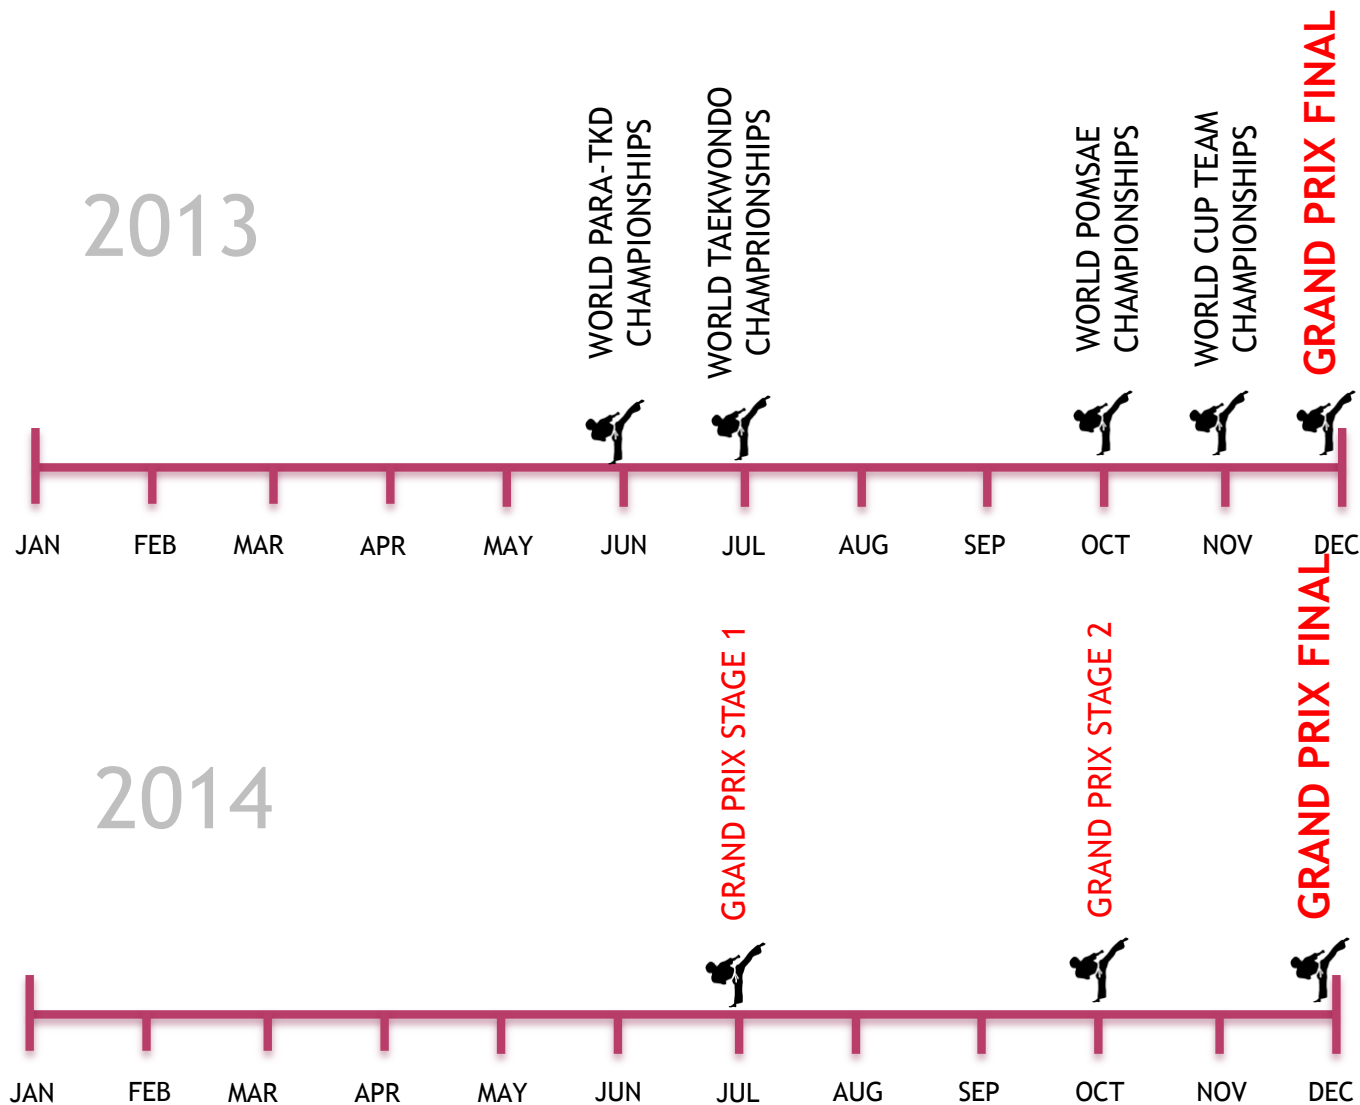 2013
WORLD PARA-TKD
CHAMPIONSHIPS
WORLD TAEKWONDO
CHAMPRIONSHIPS
WORLD POMSAE
CHAMPIONSHIPS
WORLD CUP TEAM
CHAMPIONSHIPS
GRAND PRIX FINAL
JAN FEB MAR APR MAY JUN JUL AUG SEP OCT NOV DEC
2014
GRAND PRIX STAGE 1
GRAND PRIX STAGE 2
GRAND PRIX FINAL
JAN FEB MAR APR MAY JUN JUL AUG SEP OCT NOV DEC